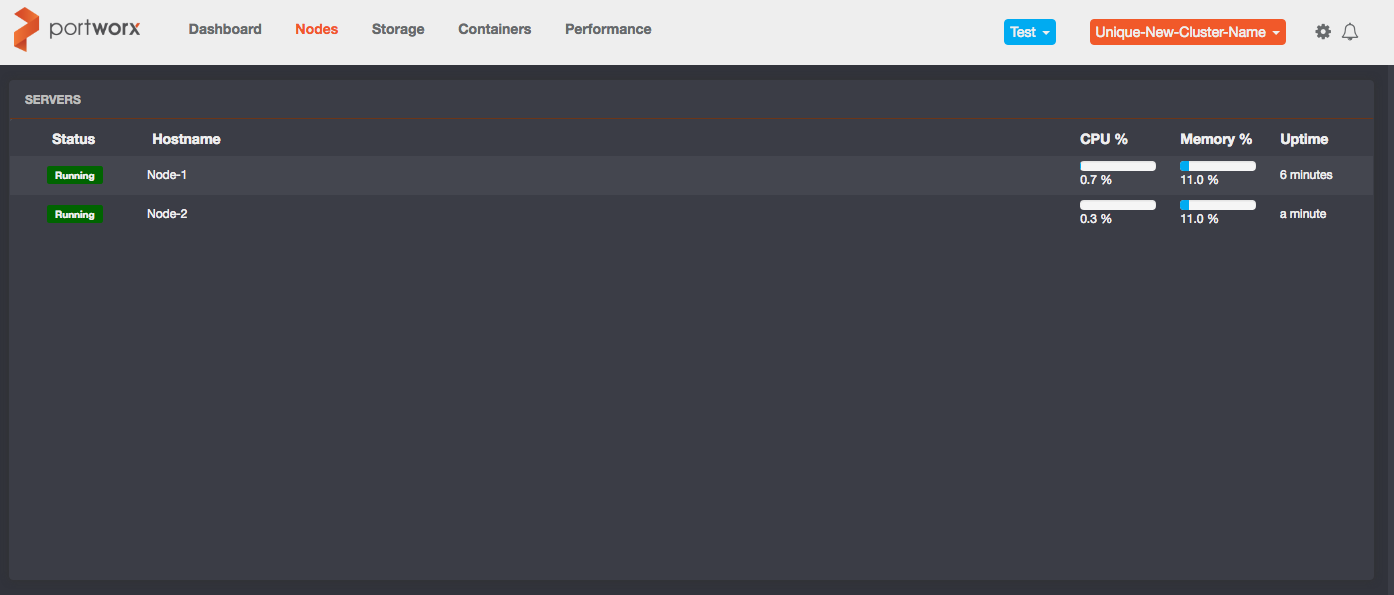 portworx Dashboard Nodes Storage Containers Performance Test Unique-New-Cluster-Name
SERVERS
Status Hostname CPU % Memory % Uptime
Running Node-1 0.7 % 11.0 % 6 minutes
Running Node-2 0.3 % 11.0 % a minute